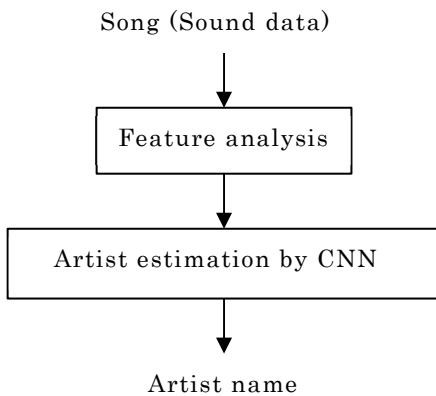 Song (Sound data)
Feature analysis
Artist estimation by CNN
Artist name